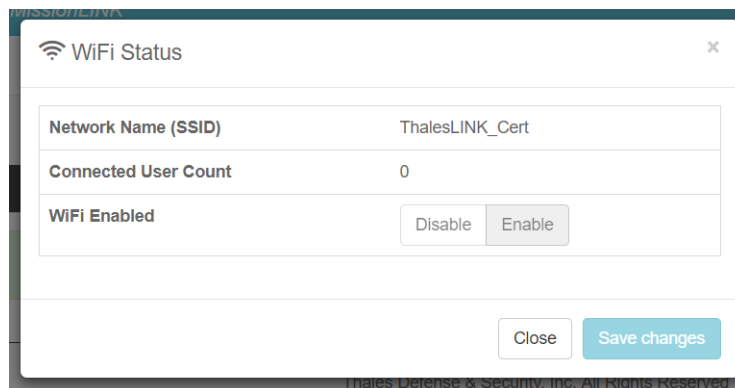 MissionLINK
WiFi Status
×
Network Name (SSID) ThalesLINK_Cert
Connected User Count 0
WiFi Enabled Disable Enable
Close Save changes
Thales Defense & Security, Inc. All Rights Reserved